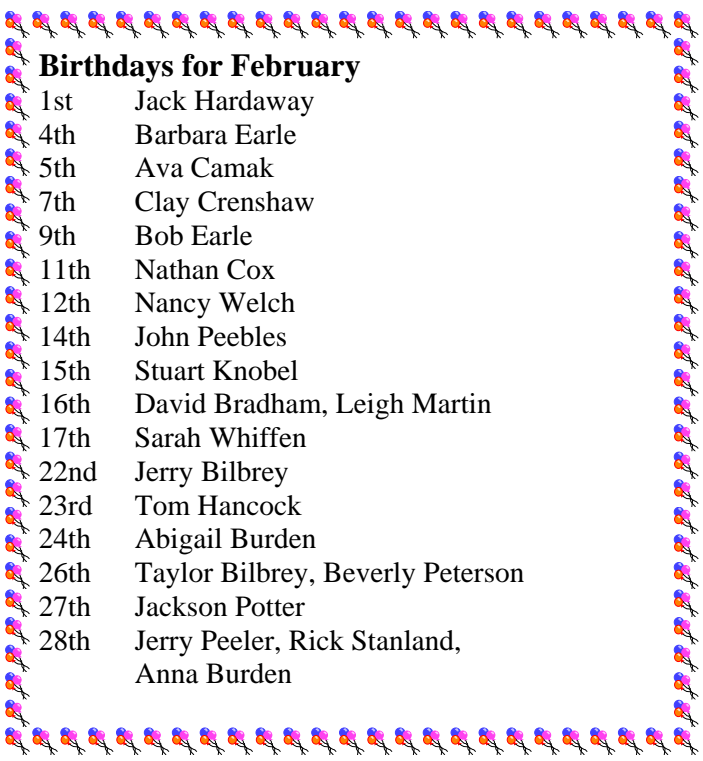 Birthdays for February
1st Jack Hardaway
4th Barbara Earle
5th Ava Camak
7th Clay Crenshaw
9th Bob Earle
11th Nathan Cox
12th Nancy Welch
14th John Peebles
15th Stuart Knobel
16th David Bradham, Leigh Martin
17th Sarah Whiffen
22nd Jerry Bilbrey
23rd Tom Hancock
24th Abigail Burden
26th Taylor Bilbrey, Beverly Peterson
27th Jackson Potter
28th Jerry Peeler, Rick Stanland,
Anna Burden